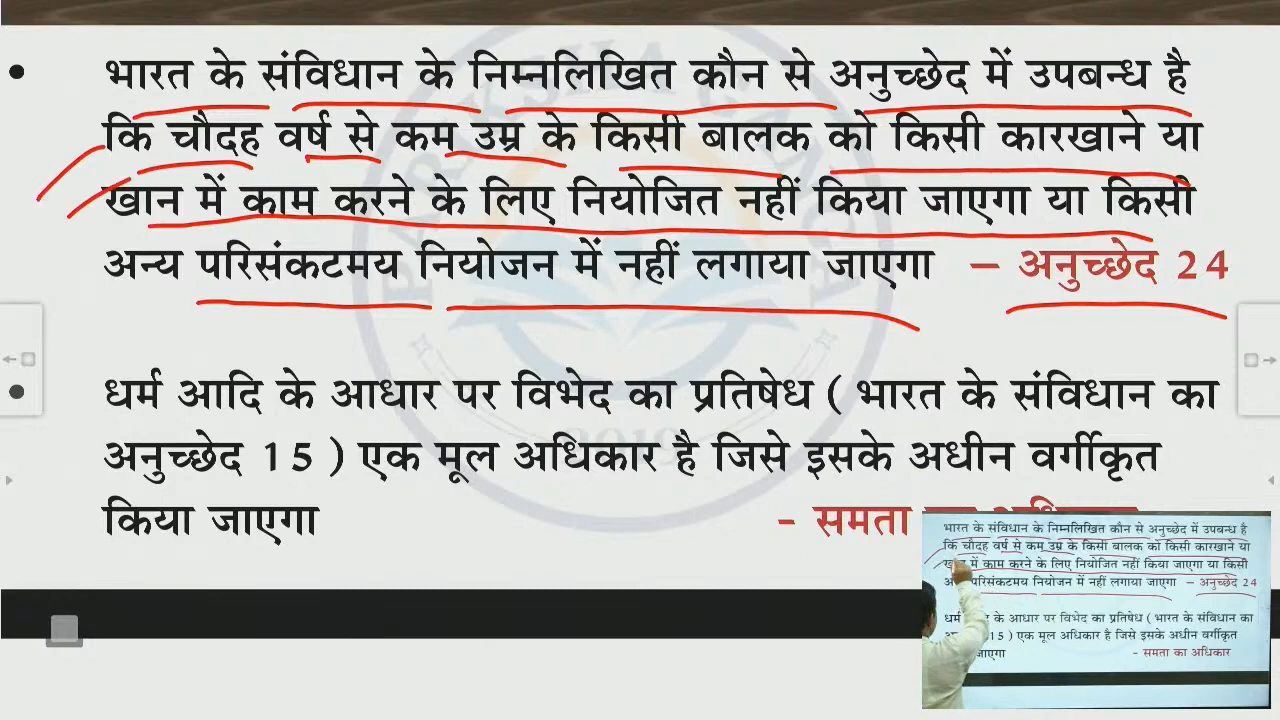 भारत के संविधान के निम्नलिखित कौन से अनुच्छेद में उपबन्ध है
कि चौदह वर्ष से कम उम्र के किसी बालक को किसी कारखाने या
खान में काम करने के लिए नियोजित नहीं किया जाएगा या किसी
अन्य परिसंकटमय नियोजन में नहीं लगाया जाएगा – अनुच्छेद 24
धर्म आदि के आधार पर विभेद का प्रतिषेध ( भारत के संविधान का
अनुच्छेद 15 ) एक मूल अधिकार है जिसे इसके अधीन वर्गीकृत
किया जाएगा - समता
PARIKSHA GANGA
2019
भारत के संविधान के निम्नलिखित कौन से अनुच्छेद में उपबन्ध है
कि चौदह वर्ष से कम उम्र के किसी बालक को किसी कारखाने या
में काम करने के लिए नियोजित नहीं किया जाएगा या किसी
परिसंकटमय नियोजन में नहीं लगाया जाएगा – अनुच्छेद 24
के आधार पर विभेद का प्रतिषेध ( भारत के संविधान का
15 ) एक मूल अधिकार है जिसे इसके अधीन वर्गीकृत
जाएगा - समता का अधिकार